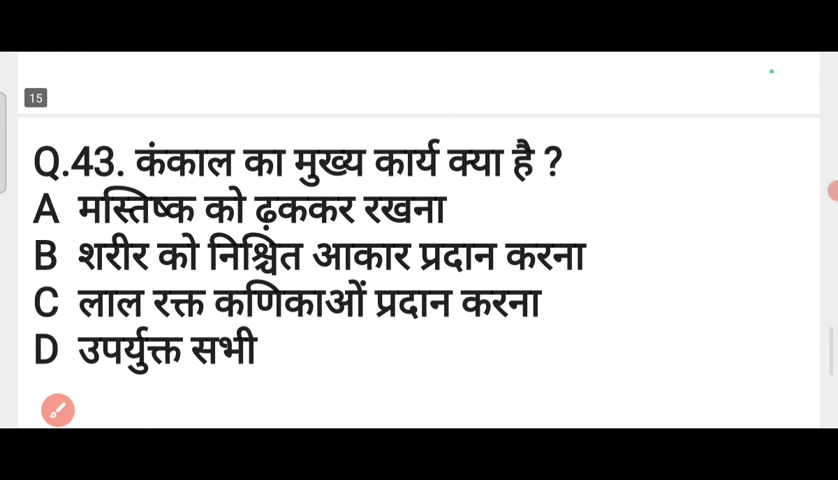 15
Q.43. कंकाल का मुख्य कार्य क्या है ?
A मस्तिष्क को ढ़ककर रखना
B शरीर को निश्चित आकार प्रदान करना
C लाल रक्त कणिकाओं प्रदान करना
D उपर्युक्त सभी